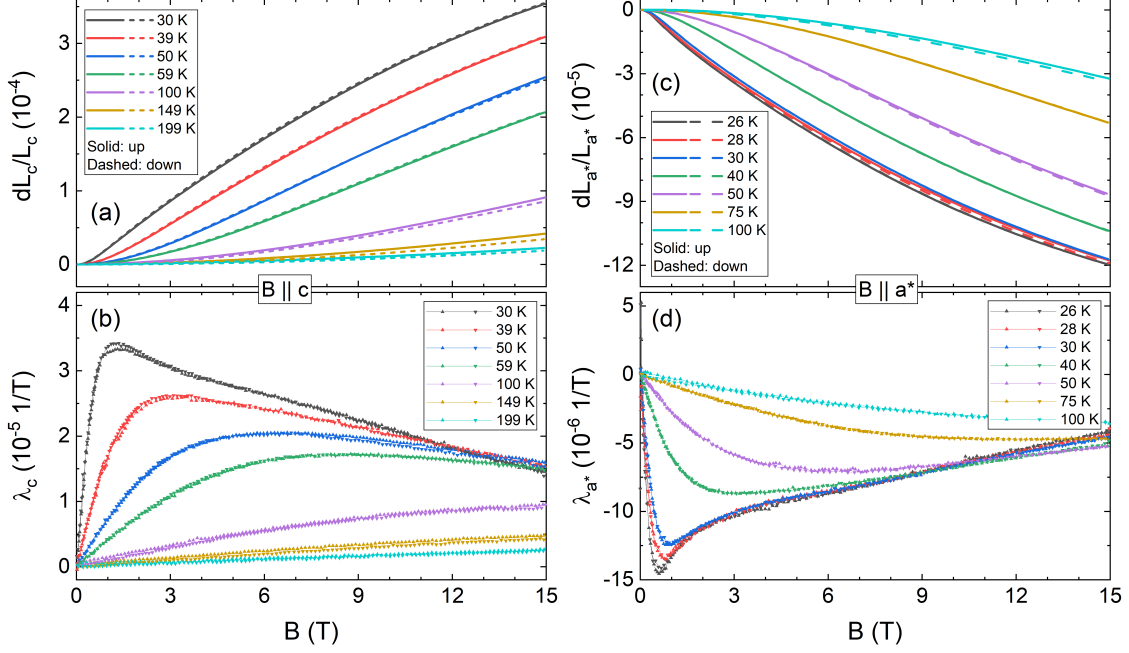 dL_c/L_c (10^-4)
3
2
1
0
30 K
39 K
50 K
59 K
100 K
149 K
199 K
Solid: up
Dashed: down
(a)
dL_a*/L_a* (10^-5)
0
-3
-6
-9
-12
(c)
26 K
28 K
30 K
40 K
50 K
75 K
100 K
Solid: up
Dashed: down
B || c
B || a*
λ_c (10^-5 1/T)
4
3
2
1
0
(b)
30 K
39 K
50 K
59 K
100 K
149 K
199 K
0 3 6 9 12 15
B (T)
λ_a* (10^-6 1/T)
5
0
-5
-10
-15
(d)
26 K
28 K
30 K
40 K
50 K
75 K
100 K
0 3 6 9 12 15
B (T)